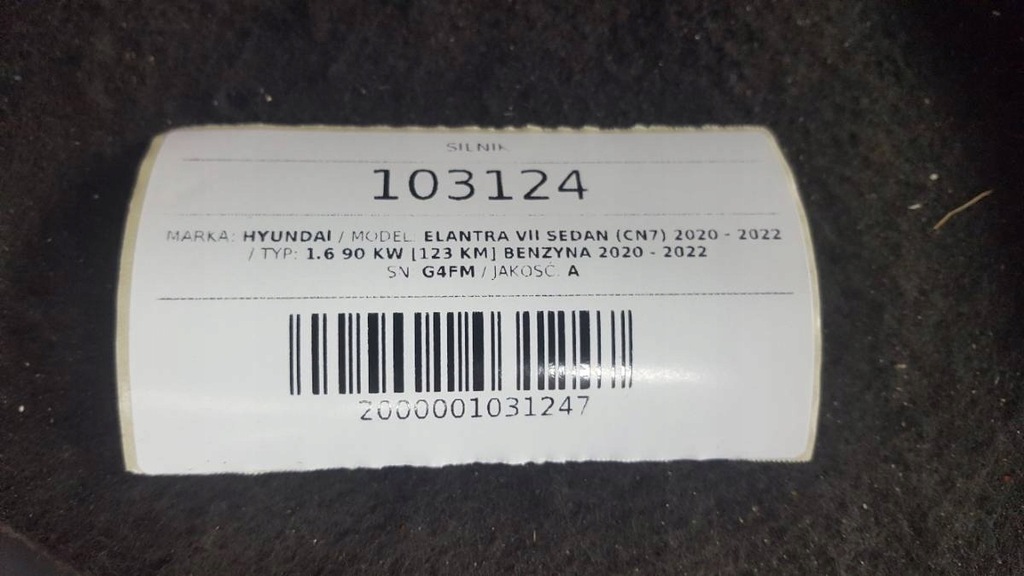 SILNIK
103124
MARKA: HYUNDAI / MODEL: ELANTRA VII SEDAN (CN7) 2020 - 2022
/ TYP: 1.6 90 KW [123 KM] BENZYNA 2020 - 2022
SN: G4FM / JAKOŚĆ: A
2000001031247